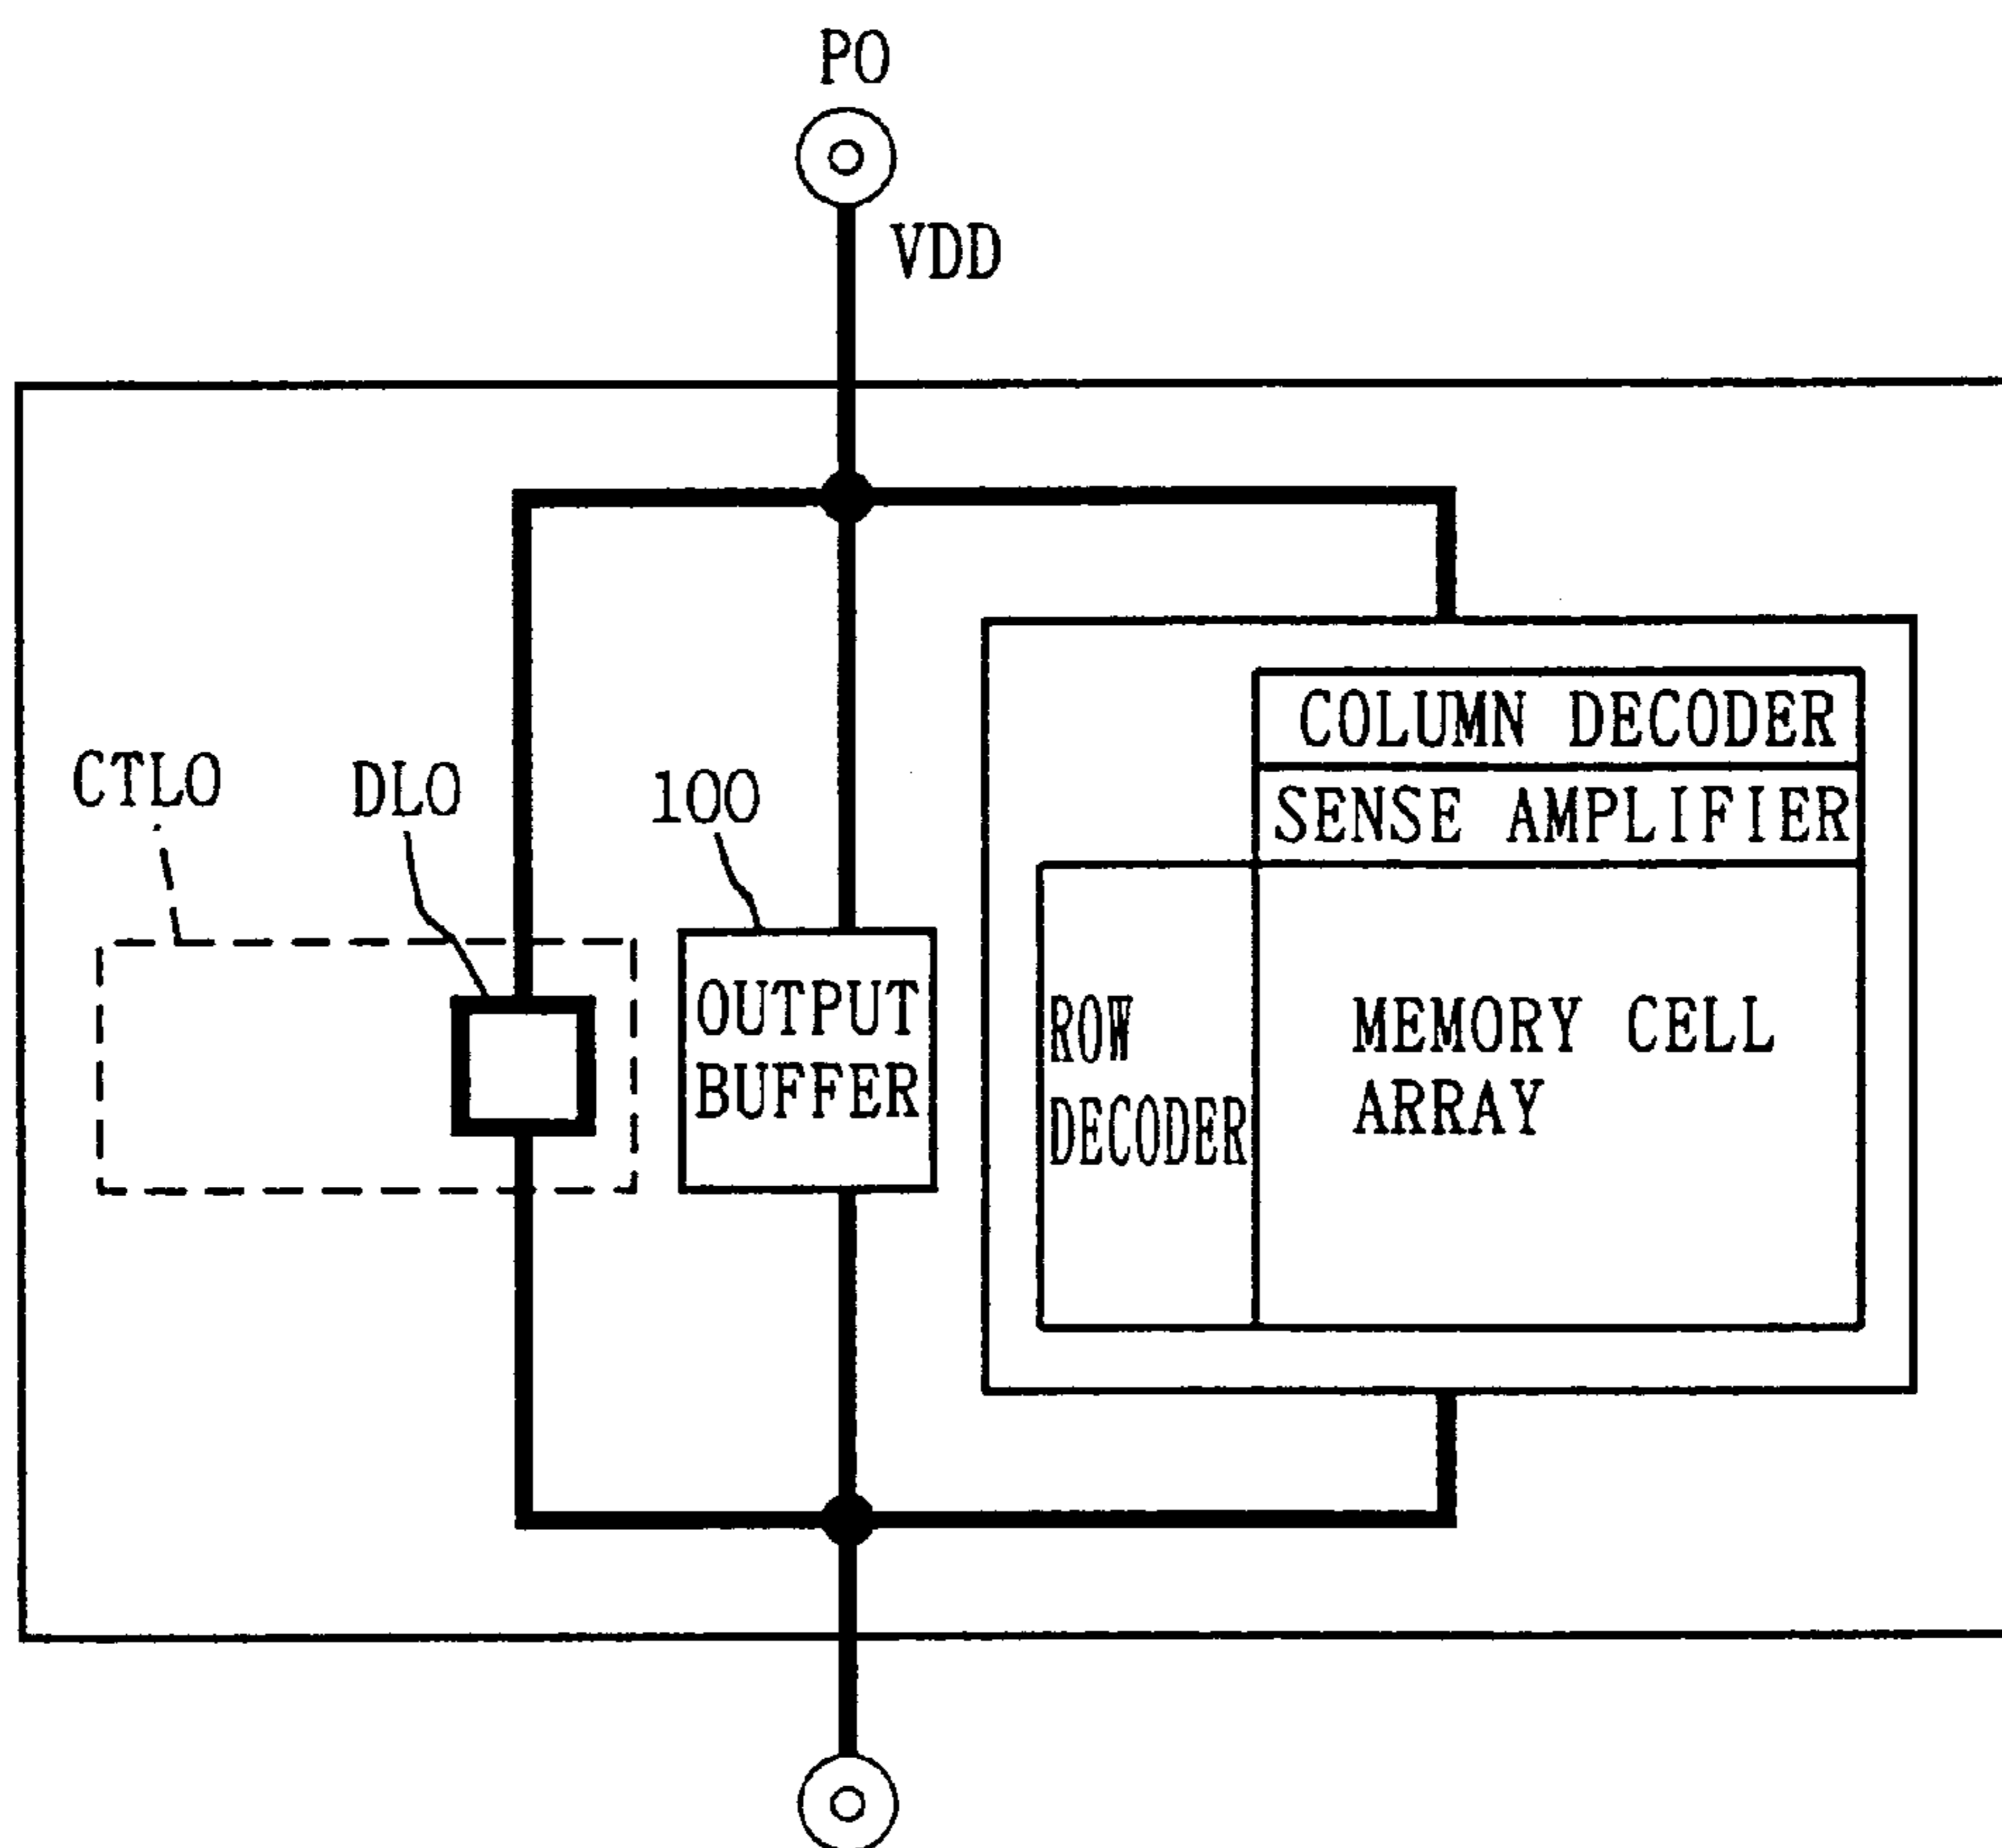 PO
VDD
COLUMN DECODER
SENSE AMPLIFIER
CTLO
DLO
100
OUTPUT
BUFFER
ROW
DECODER
MEMORY CELL
ARRAY